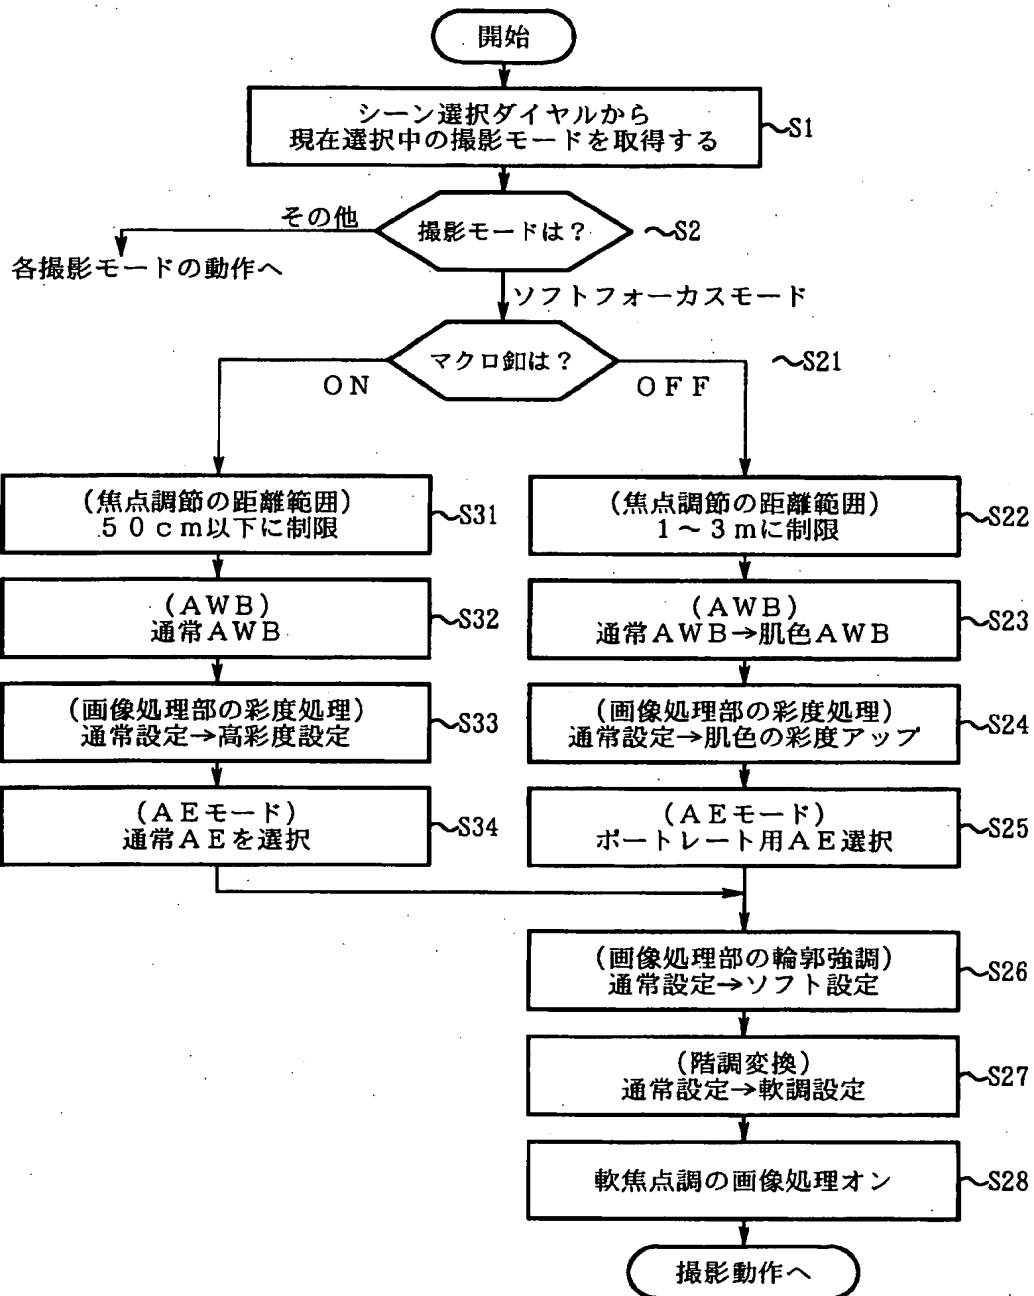 開始
シーン選択ダイヤルから
現在選択中の撮影モードを取得する
~S1
撮影モードは?
~S2
その他
各撮影モードの動作へ
ソフトフォーカスモード
マクロ釦は?
~S21
ON
OFF
(焦点調節の距離範囲)
50cm以下に制限
~S31
(焦点調節の距離範囲)
1~3mに制限
~S22
(AWB)
通常AWB
~S32
(AWB)
通常AWB→肌色AWB
~S23
(画像処理部の彩度処理)
通常設定→高彩度設定
~S33
(画像処理部の彩度処理)
通常設定→肌色の彩度アップ
~S24
(AEモード)
通常AEを選択
~S34
(AEモード)
ポートレート用AE選択
~S25
(画像処理部の輪郭強調)
通常設定→ソフト設定
~S26
(階調変換)
通常設定→軟調設定
~S27
軟焦点調の画像処理オン
~S28
撮影動作へ